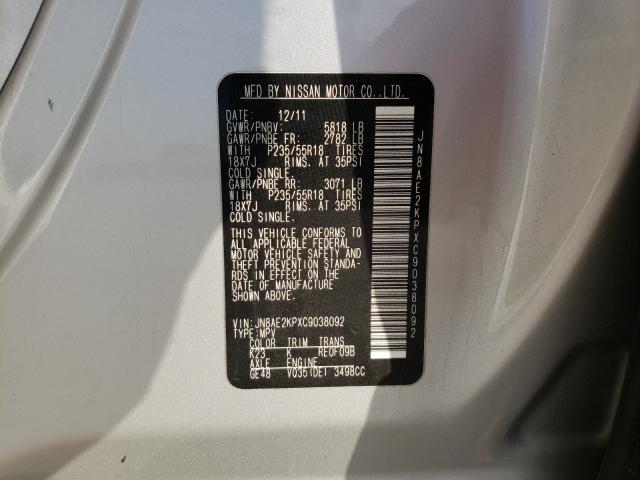 MFD BY NISSAN MOTOR CO.,LTD.
DATE: 12/11
GVWR/PNBV: 5818 LB
GAWR/PNBE FR: 2782 LB
WITH P235/55R18 TIRES
18X7J RIMS. AT 35PSI
COLD SINGLE.
GAWR/PNBE RR: 3071 LB
WITH P235/55R18 TIRES
18X7J RIMS. AT 35PSI
COLD SINGLE.
THIS VEHICLE CONFORMS TO
ALL APPLICABLE FEDERAL
MOTOR VEHICLE SAFETY AND
THEFT PREVENTION STANDA-
RDS IN EFFECT ON THE
DATE OF MANUFACTURE
SHOWN ABOVE.
VIN: JN8AE2KPXC9038092
TYPE: MPV
COLOR TRIM TRANS
K23 K RE0F09B
AXLE ENGINE
GE48 VQ35(DE) 3498CC
JN8AE2KPXC9038092